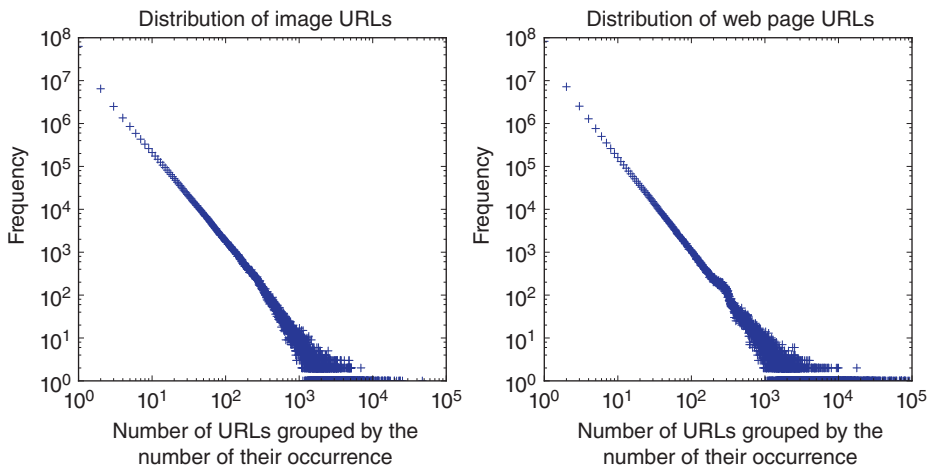 Distribution of image URLs
10^8
10^7
10^6
10^5
10^4
10^3
10^2
10^1
10^0
Frequency
10^0 10^1 10^2 10^3 10^4 10^5
Number of URLs grouped by the
number of their occurrence
Distribution of web page URLs
10^8
10^7
10^6
10^5
10^4
10^3
10^2
10^1
10^0
Frequency
10^0 10^1 10^2 10^3 10^4 10^5
Number of URLs grouped by the
number of their occurrence